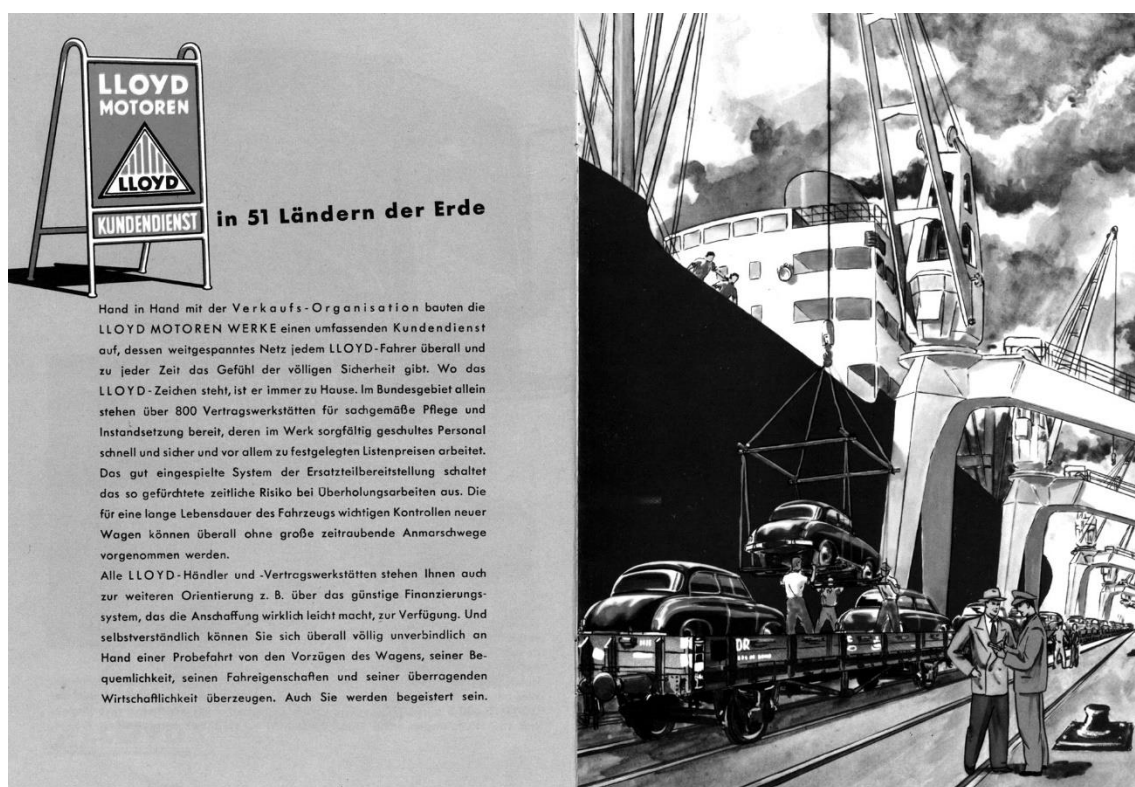 LLOYD
MOTOREN
LLOYD
KUNDENDIENST
in 51 Ländern der Erde
Hand in Hand mit der Verkaufs-Organisation bauten die
LLOYD MOTOREN WERKE einen umfassenden Kundendienst
auf, dessen weitgespanntes Netz jedem LLOYD-Fahrer überall und
zu jeder Zeit das Gefühl der völligen Sicherheit gibt. Wo das
LLOYD-Zeichen steht, ist er immer zu Hause. Im Bundesgebiet allein
stehen über 800 Vertragswerkstätten für sachgemäße Pflege und
Instandsetzung bereit, deren im Werk sorgfältig geschultes Personal
schnell und sicher und vor allem zu festgelegten Listenpreisen arbeitet.
Das gut eingespielte System der Ersatzteilbereitstellung schaltet
das so gefürchtete zeitliche Risiko bei Überholungsarbeiten aus. Die
für eine lange Lebensdauer des Fahrzeugs wichtigen Kontrollen neuer
Wagen können überall ohne große zeitraubende Anmarschwege
vorgenommen werden.
Alle LLOYD-Händler und -Vertragswerkstätten stehen Ihnen auch
zur weiteren Orientierung z. B. über das günstige Finanzierungs-
system, das die Anschaffung wirklich leicht macht, zur Verfügung. Und
selbstverständlich können Sie sich überall völlig unverbindlich an
Hand einer Probefahrt von den Vorzügen des Wagens, seiner Be-
quemlichkeit, seinen Fahreigenschaften und seiner überragenden
Wirtschaftlichkeit überzeugen. Auch Sie werden begeistert sein.
DR